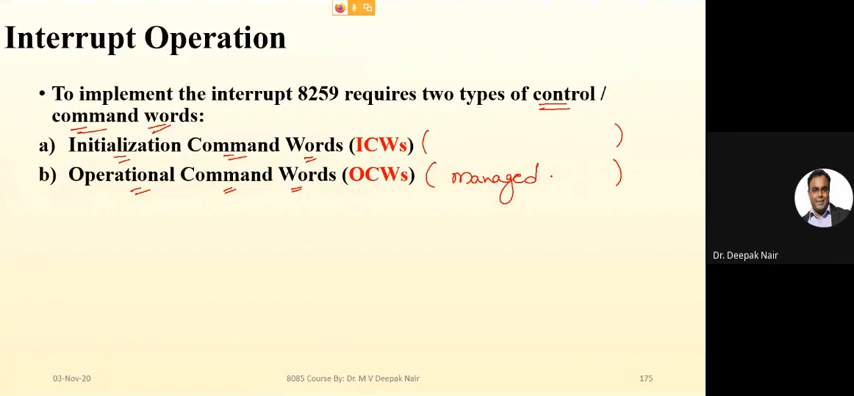 Interrupt Operation
• To implement the interrupt 8259 requires two types of control /
command words:
a) Initialization Command Words (ICWs) ( )
b) Operational Command Words (OCWs) ( managed . )
Dr. Deepak Nair
03-Nov-20 8085 Course By: Dr. M V Deepak Nair 175